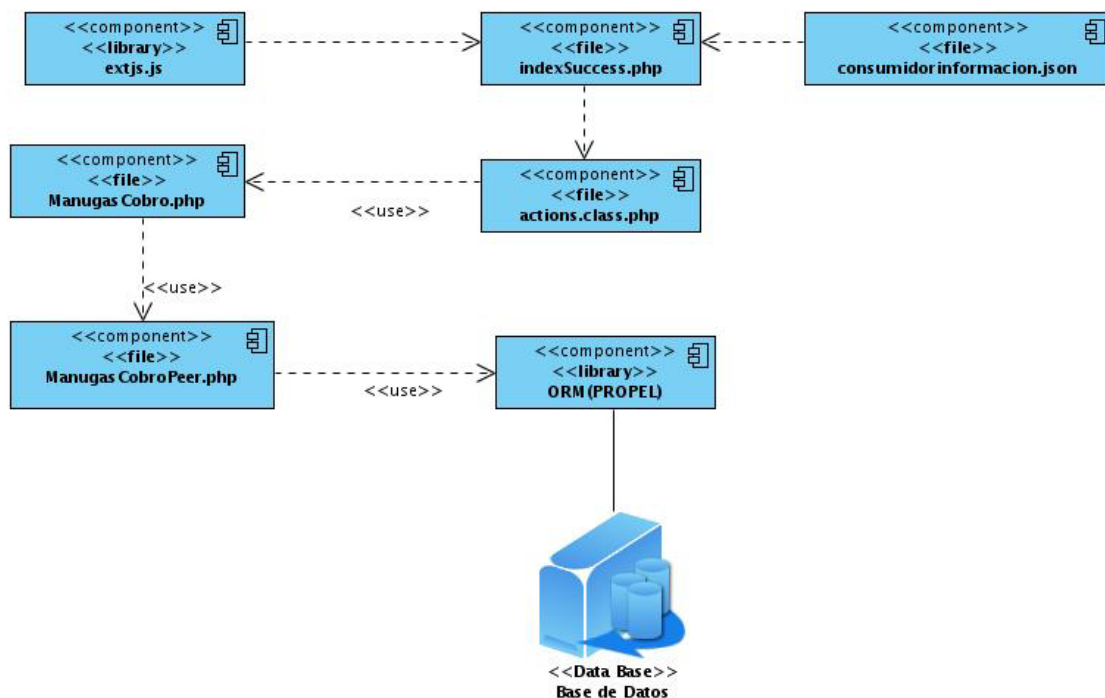 <<component>>
<<library>>
extjs.js
<<component>>
<<file>>
indexSuccess.php
<<component>>
<<file>>
consumidorinformacion.json
<<component>>
<<file>>
ManugasCobro.php
<<use>>
<<component>>
<<file>>
actions.class.php
<<use>>
<<component>>
<<file>>
ManugasCobroPeer.php
<<use>>
<<component>>
<<library>>
ORM(PROPEL)
<<Data Base>>
Base de Datos